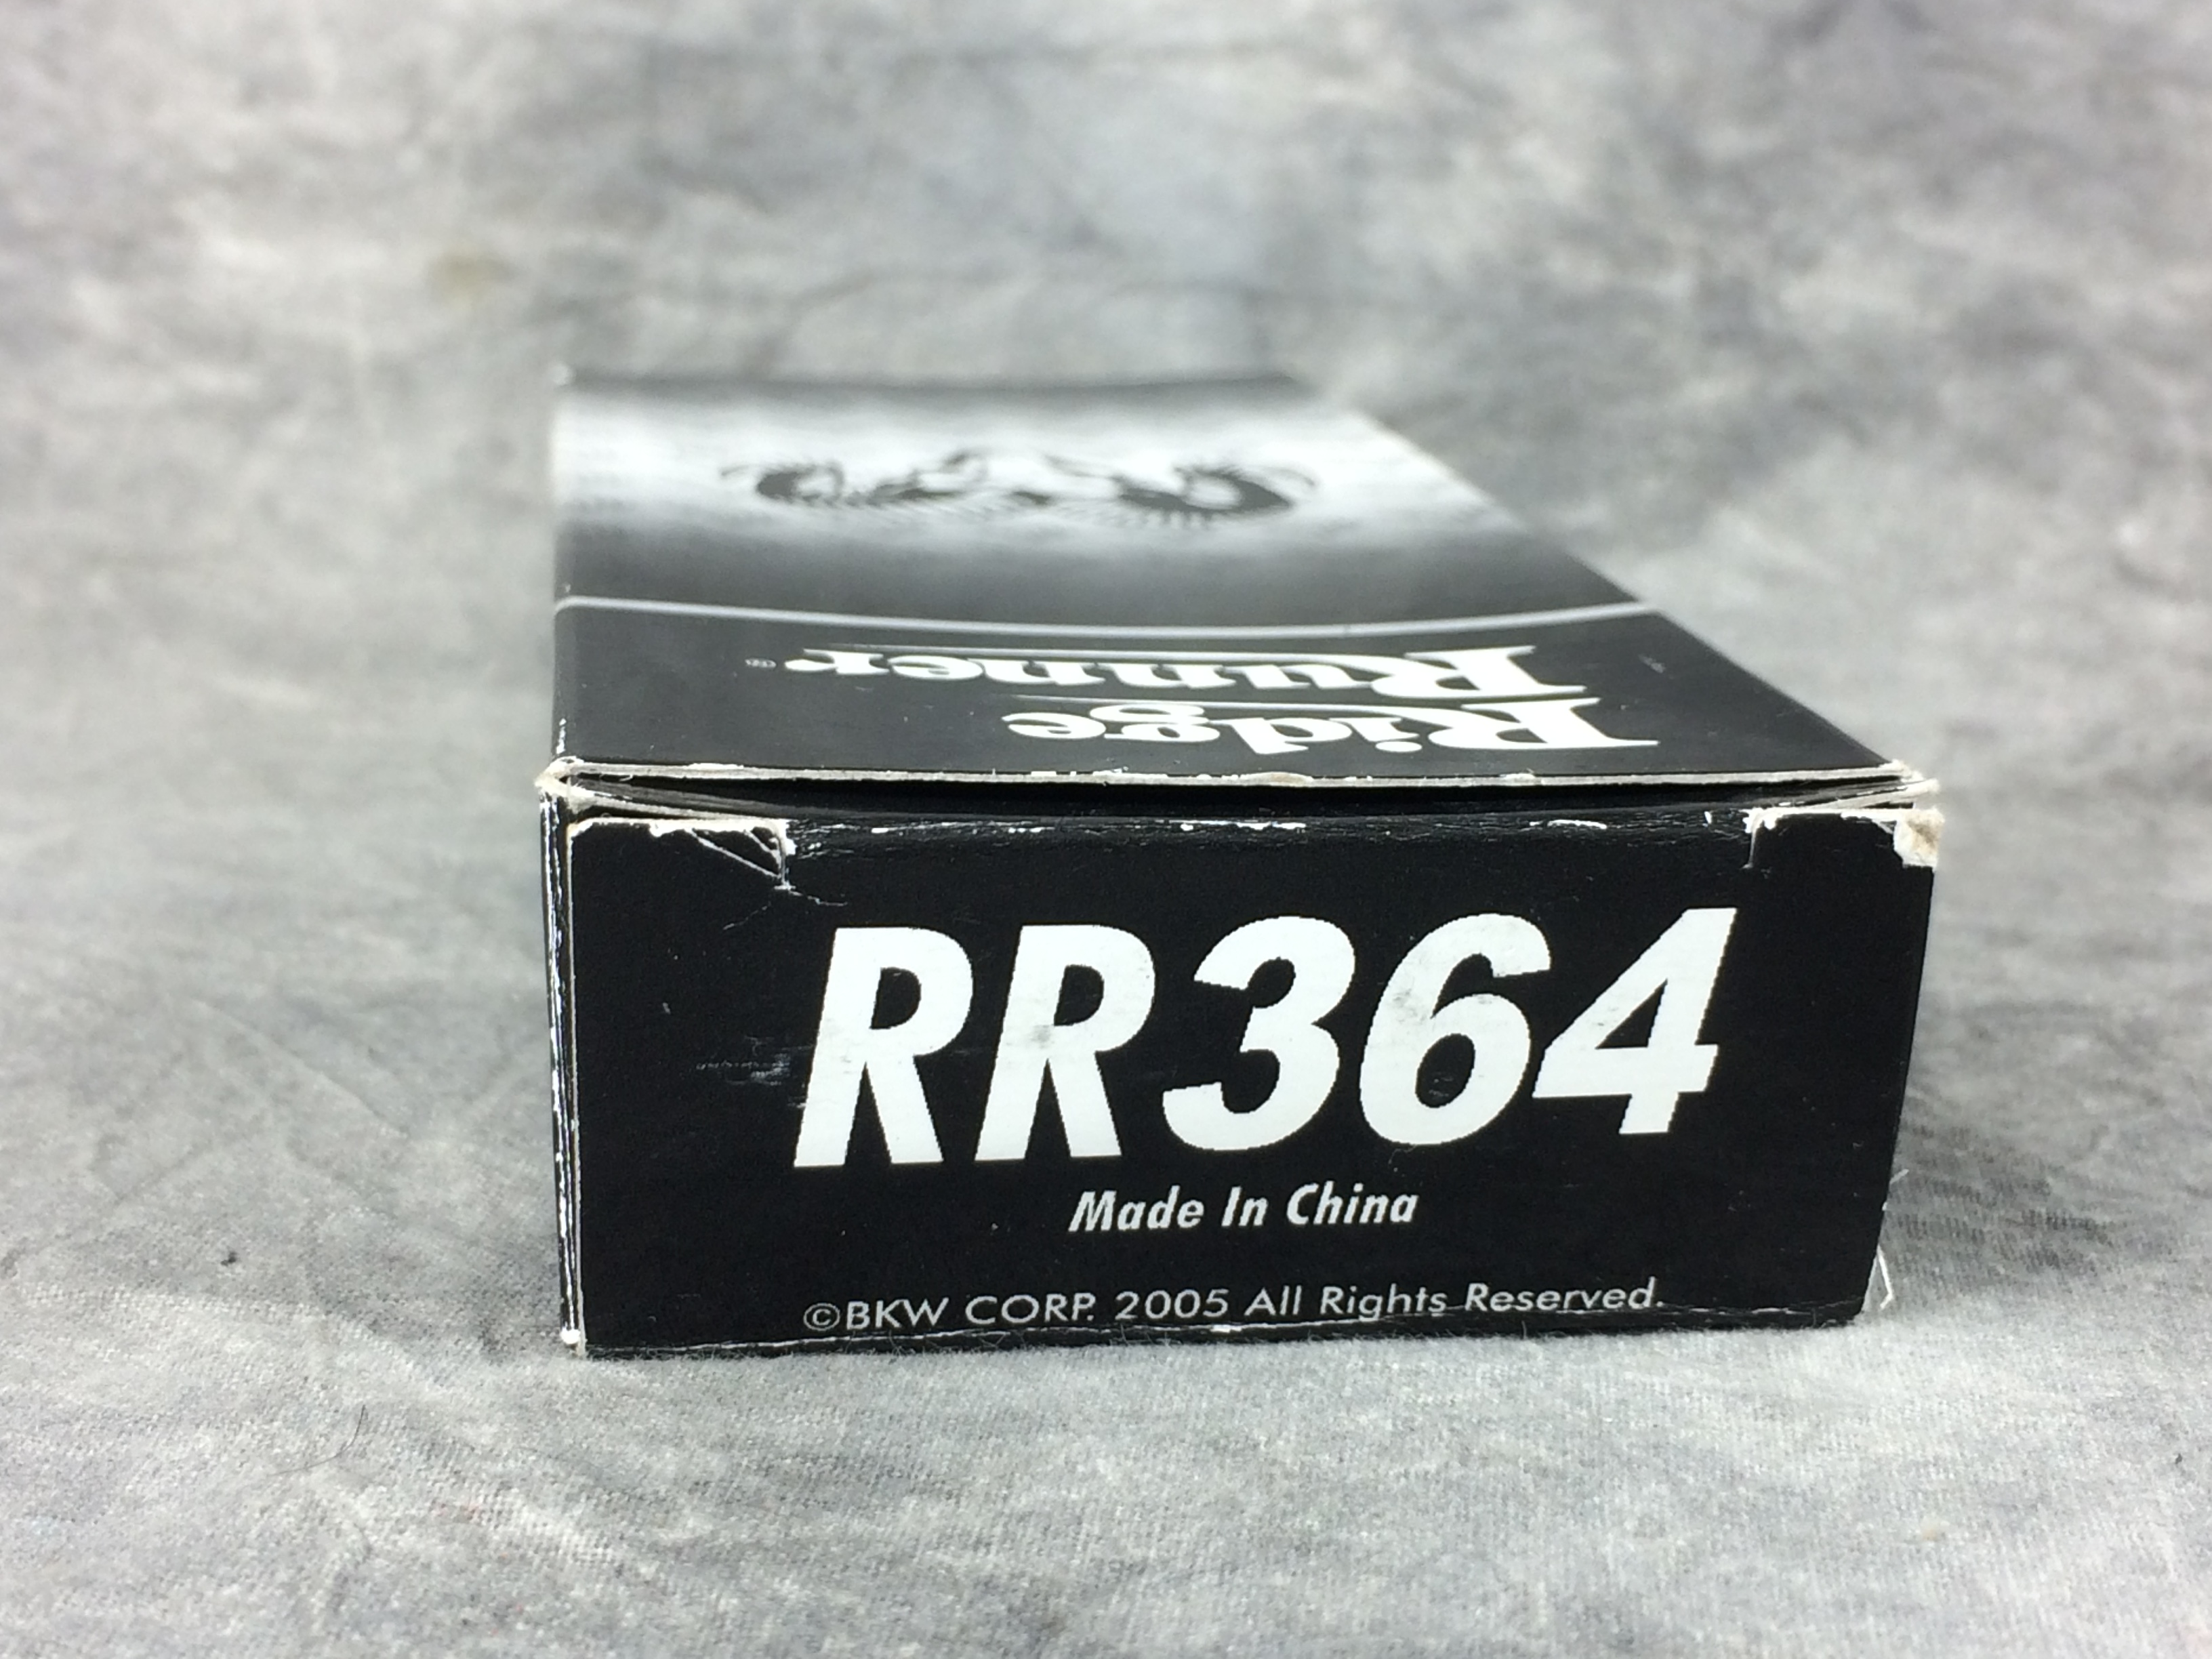 Ridge
Runner®
RR364
Made In China
©BKW CORP. 2005 All Rights Reserved.